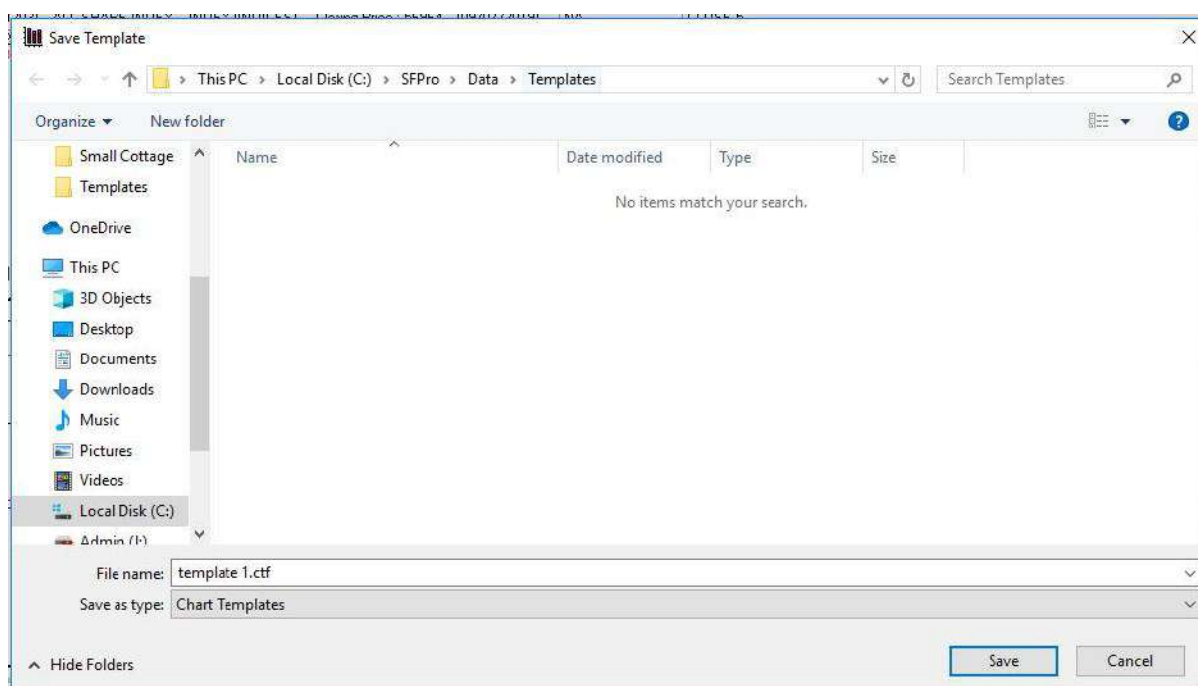 Save Template
This PC > Local Disk (C:) > SFPro > Data > Templates
Search Templates
Organize
New folder
Small Cottage
Templates
OneDrive
This PC
3D Objects
Desktop
Documents
Downloads
Music
Pictures
Videos
Local Disk (C:)
Admin (I:)
Name
Date modified
Type
Size
No items match your search.
File name: template 1.ctf
Save as type: Chart Templates
Hide Folders
Save
Cancel